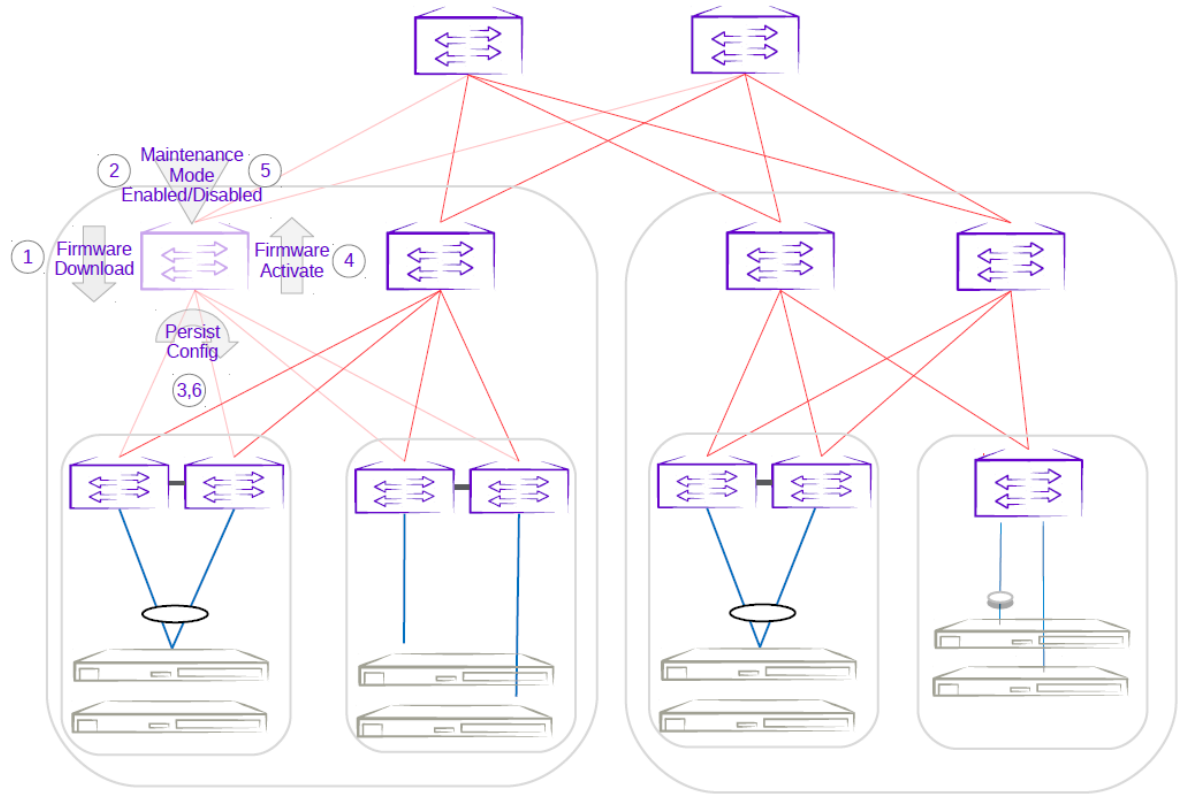 2
Maintenance
Mode
Enabled/Disabled
5
1
Firmware
Download
Firmware
Activate
4
Persist
Config
3,6